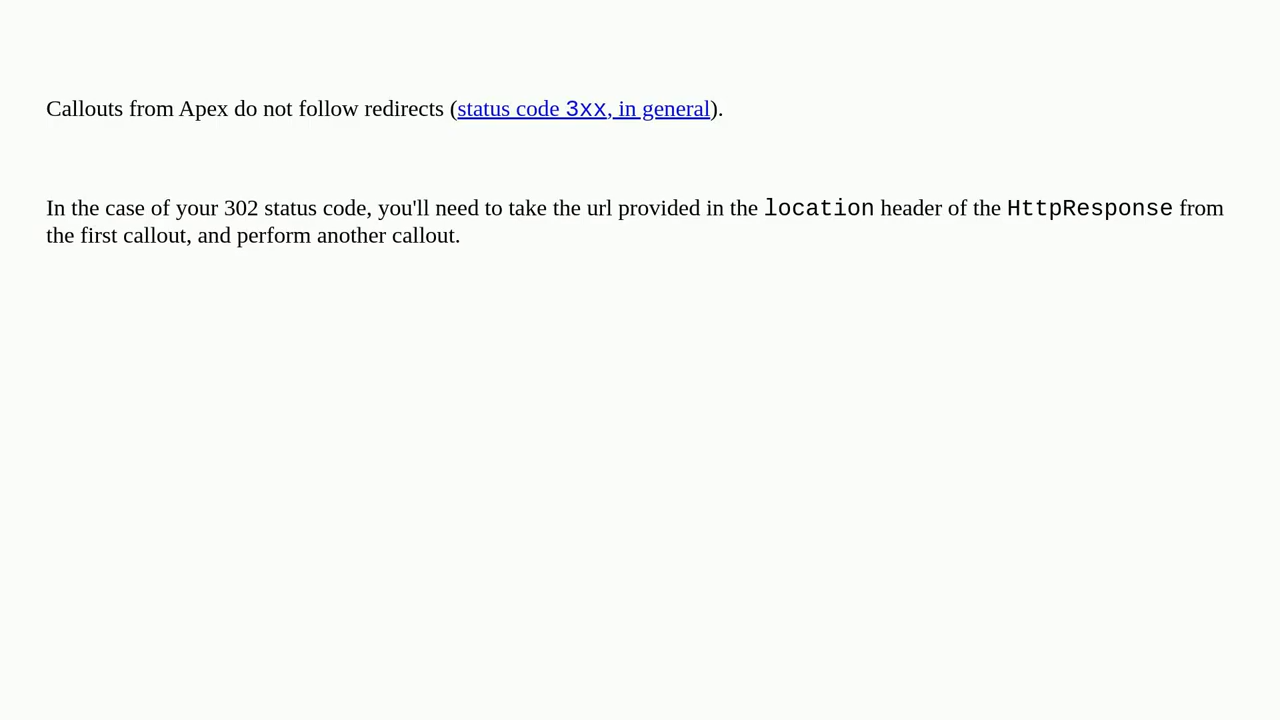 Callouts from Apex do not follow redirects (status code 3xx, in general).
In the case of your 302 status code, you'll need to take the url provided in the location header of the HttpResponse from
the first callout, and perform another callout.